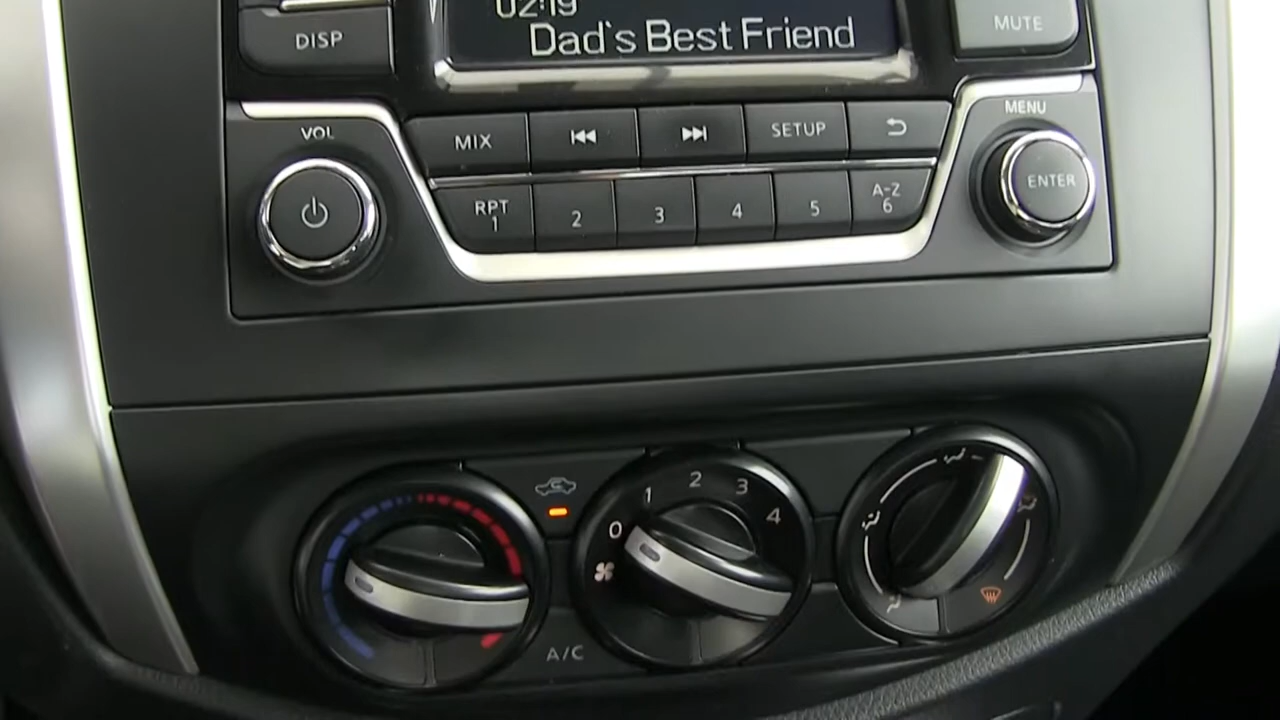 02:19
Dad`s Best Friend
DISP
MUTE
VOL
MENU
MIX
SETUP
ENTER
RPT
1
2
3
4
5
A-Z
6
0
1
2
3
4
A/C